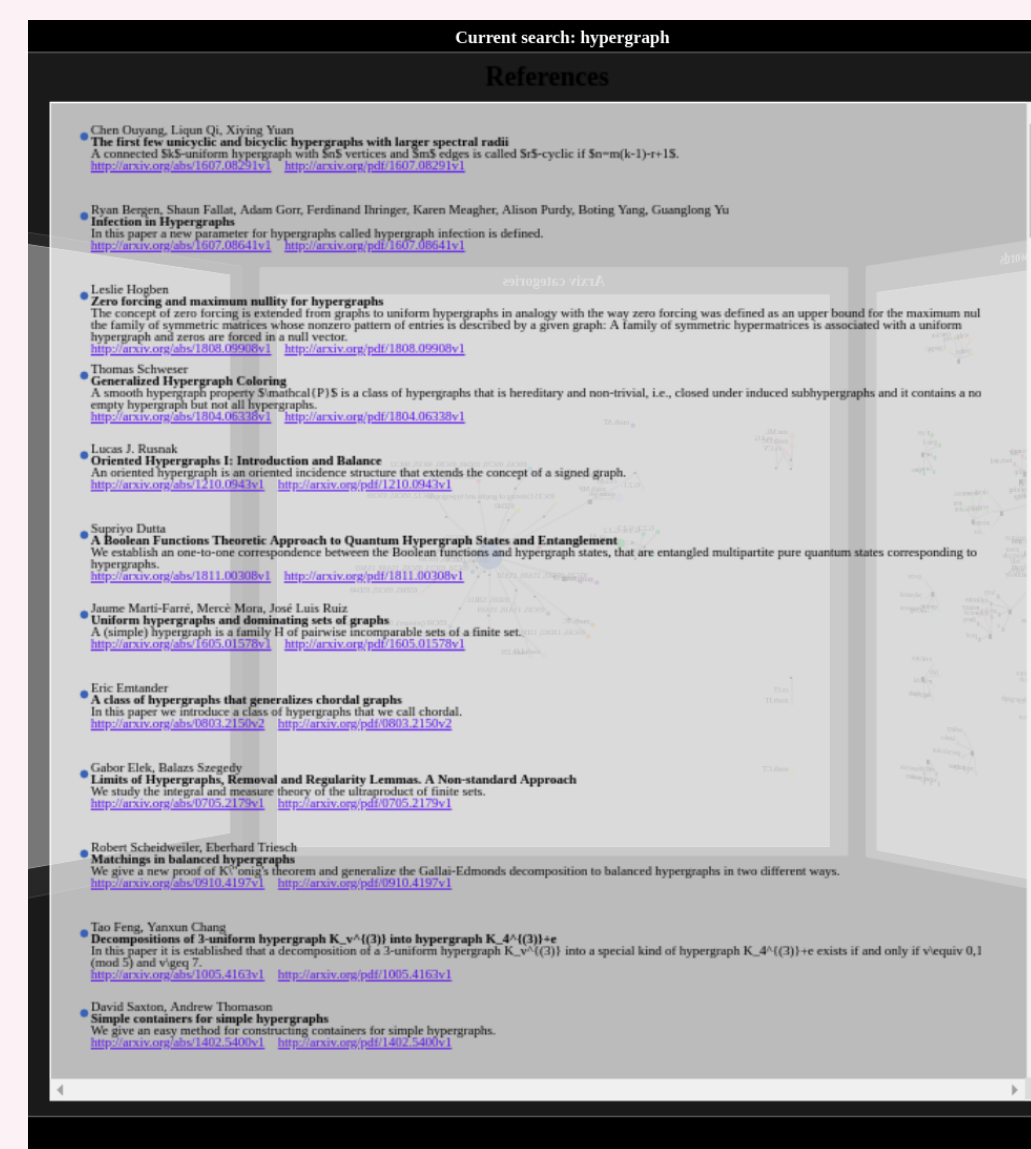 Current search: hypergraph
References
Chen Ouyang, Liqun Qi, Xiying Yuan
The first few unicyclic and bicyclic hypergraphs with larger spectral radii
A connected $k$-uniform hypergraph with $n$ vertices and $m$ edges is called $r$-cyclic if $n=m(k-1)-r+1$.
http://arxiv.org/abs/1607.08291v1 http://arxiv.org/pdf/1607.08291v1
Ryan Bergen, Shaun Fallat, Adam Gorr, Ferdinand Ihringer, Karen Meagher, Alison Purdy, Boting Yang, Guanglong Yu
Infection in Hypergraphs
In this paper a new parameter for hypergraphs called hypergraph infection is defined.
http://arxiv.org/abs/1607.08641v1 http://arxiv.org/pdf/1607.08641v1
Arxiv categories
Leslie Hogben
Zero forcing and maximum nullity for hypergraphs
The concept of zero forcing is extended from graphs to uniform hypergraphs in analogy with the way zero forcing was defined as an upper bound for the maximum nul
the family of symmetric matrices whose nonzero pattern of entries is described by a given graph: A family of symmetric hypermatrices is associated with a uniform
hypergraph and zeros are forced in a null vector.
http://arxiv.org/abs/1808.09908v1 http://arxiv.org/pdf/1808.09908v1
Thomas Schweser
Generalized Hypergraph Coloring
A smooth hypergraph property $\mathcal{P}$ is a class of hypergraphs that is hereditary and non-trivial, i.e., closed under induced subhypergraphs and it contains a no
empty hypergraph but not all hypergraphs.
http://arxiv.org/abs/1804.06338v1 http://arxiv.org/pdf/1804.06338v1
Lucas J. Rusnak
Oriented Hypergraphs I: Introduction and Balance
An oriented hypergraph is an oriented incidence structure that extends the concept of a signed graph.
http://arxiv.org/abs/1210.0943v1 http://arxiv.org/pdf/1210.0943v1
Supriyo Dutta
A Boolean Functions Theoretic Approach to Quantum Hypergraph States and Entanglement
We establish an one-to-one correspondence between the Boolean functions and hypergraph states, that are entangled multipartite pure quantum states corresponding to
hypergraphs.
http://arxiv.org/abs/1811.00308v1 http://arxiv.org/pdf/1811.00308v1
Jaume Martí-Farré, Mercè Mora, José Luis Ruiz
Uniform hypergraphs and dominating sets of graphs
A (simple) hypergraph is a family H of pairwise incomparable sets of a finite set.
http://arxiv.org/abs/1605.01578v1 http://arxiv.org/pdf/1605.01578v1
Eric Emtander
A class of hypergraphs that generalizes chordal graphs
In this paper we introduce a class of hypergraphs that we call chordal.
http://arxiv.org/abs/0803.2150v2 http://arxiv.org/pdf/0803.2150v2
Gabor Elek, Balazs Szegedy
Limits of Hypergraphs, Removal and Regularity Lemmas. A Non-standard Approach
We study the integral and measure theory of the ultraproduct of finite sets.
http://arxiv.org/abs/0705.2179v1 http://arxiv.org/pdf/0705.2179v1
Robert Scheidweiler, Eberhard Triesch
Matchings in balanced hypergraphs
We give a new proof of K\"onig's theorem and generalize the Gallai-Edmonds decomposition to balanced hypergraphs in two different ways.
http://arxiv.org/abs/0910.4197v1 http://arxiv.org/pdf/0910.4197v1
Tao Feng, Yanxun Chang
Decompositions of 3-uniform hypergraph K_v^{(3)} into hypergraph K_4^{(3)}+e
In this paper it is established that a decomposition of a 3-uniform hypergraph K_v^{(3)} into a special kind of hypergraph K_4^{(3)}+e exists if and only if v\equiv 0,1
(mod 5) and v\geq 7.
http://arxiv.org/abs/1005.4163v1 http://arxiv.org/pdf/1005.4163v1
David Saxton, Andrew Thomason
Simple containers for simple hypergraphs
We give an easy method for constructing containers for simple hypergraphs.
http://arxiv.org/abs/1402.5400v1 http://arxiv.org/pdf/1402.5400v1